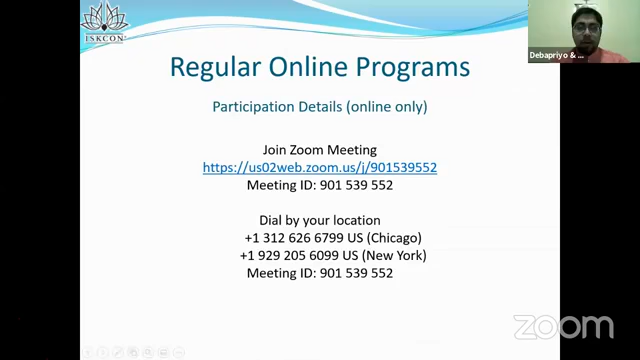 ISKCON
Debapriyo & ...
Regular Online Programs
Participation Details (online only)
Join Zoom Meeting
https://us02web.zoom.us/j/901539552
Meeting ID: 901 539 552
Dial by your location
+1 312 626 6799 US (Chicago)
+1 929 205 6099 US (New York)
Meeting ID: 901 539 552
zoom